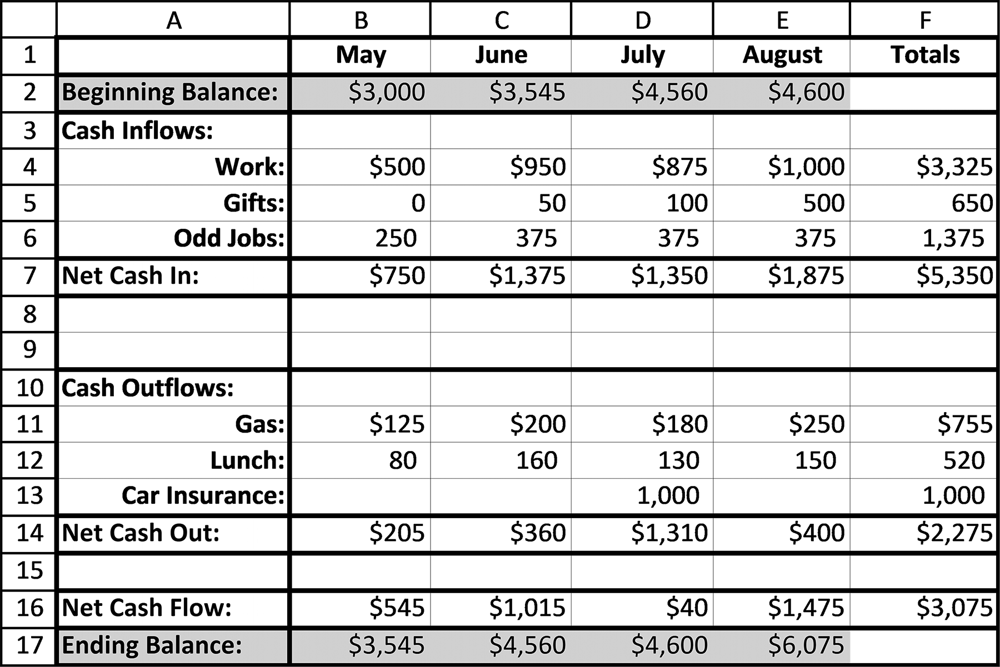 A B C D E F
1 May June July August Totals
2 Beginning Balance: $3,000 $3,545 $4,560 $4,600
3 Cash Inflows:
4 Work: $500 $950 $875 $1,000 $3,325
5 Gifts: 0 50 100 500 650
6 Odd Jobs: 250 375 375 375 1,375
7 Net Cash In: $750 $1,375 $1,350 $1,875 $5,350
8
9
10 Cash Outflows:
11 Gas: $125 $200 $180 $250 $755
12 Lunch: 80 160 130 150 520
13 Car Insurance: 1,000 1,000
14 Net Cash Out: $205 $360 $1,310 $400 $2,275
15
16 Net Cash Flow: $545 $1,015 $40 $1,475 $3,075
17 Ending Balance: $3,545 $4,560 $4,600 $6,075